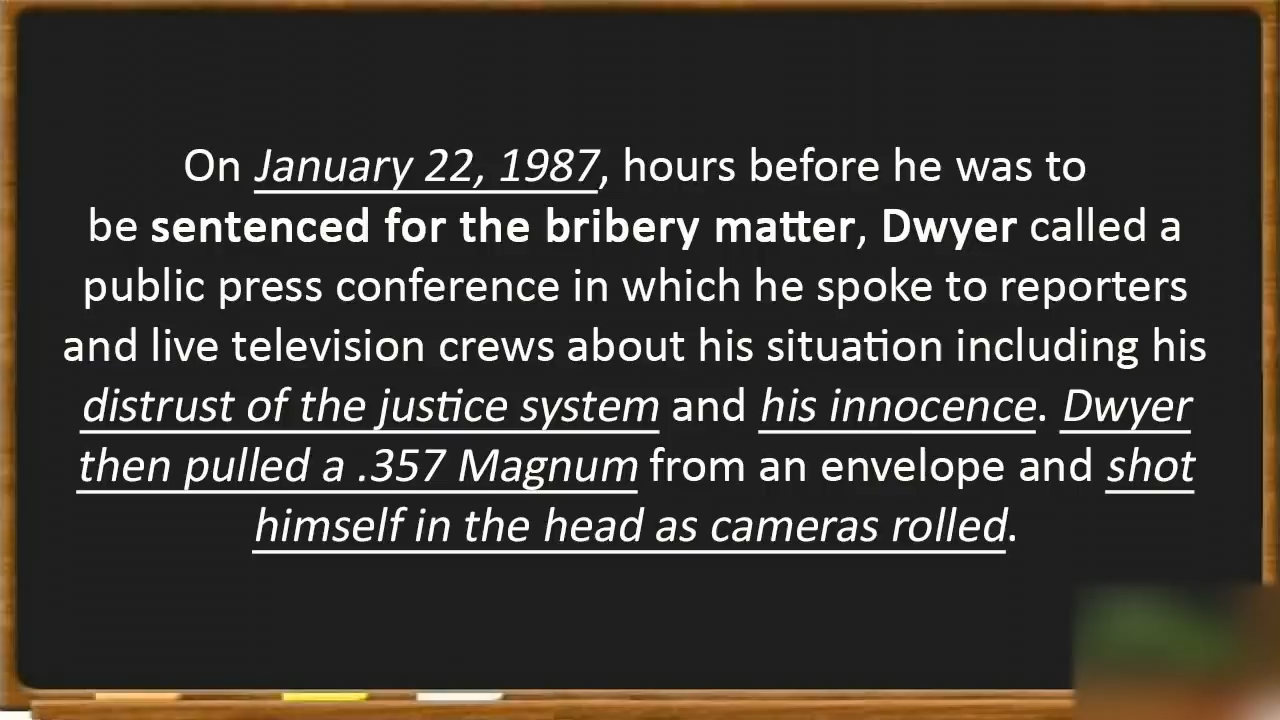 On January 22, 1987, hours before he was to
be sentenced for the bribery matter, Dwyer called a
public press conference in which he spoke to reporters
and live television crews about his situation including his
distrust of the justice system and his innocence. Dwyer
then pulled a .357 Magnum from an envelope and shot
himself in the head as cameras rolled.